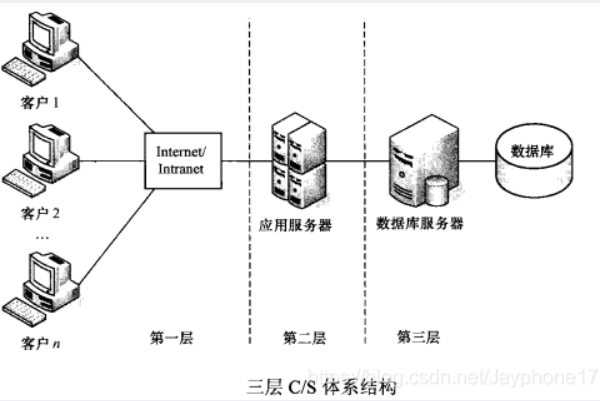 客户 1
Internet/
Intranet
数据库
客户 2
应用服务器
数据库服务器
...
客户 n
第一层
第二层
第三层
https://blog.csdn.net/Jayphone17
三层 C/S 体系结构